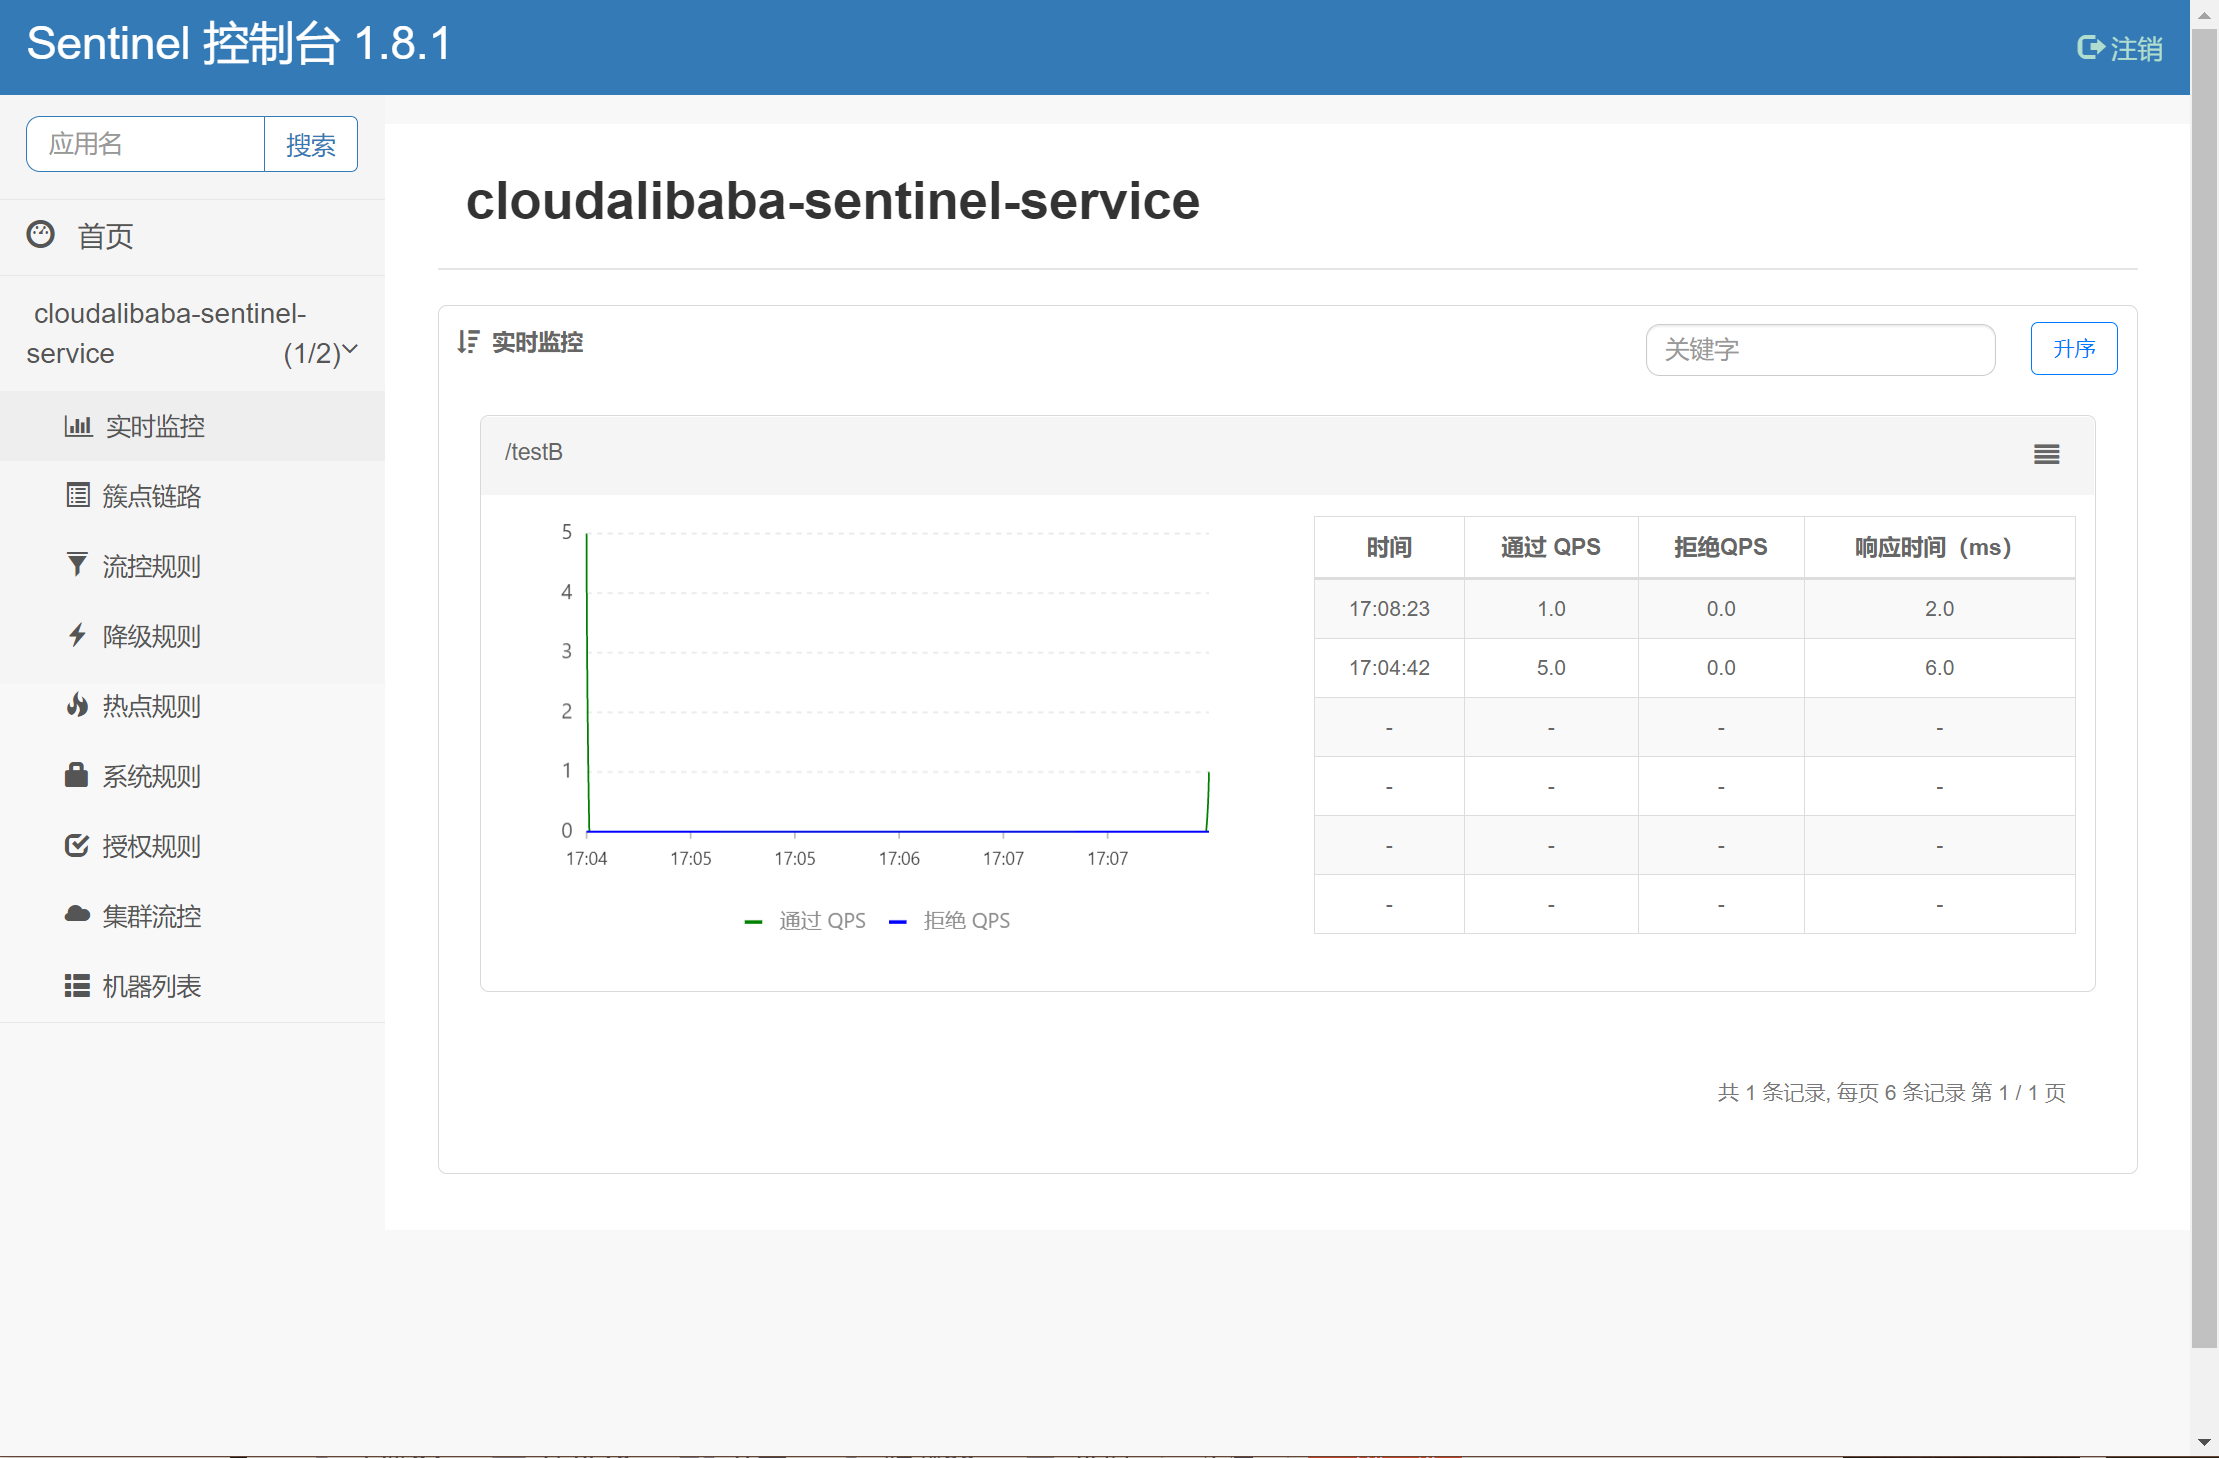 Sentinel 控制台 1.8.1
注销
应用名
搜索
首页
cloudalibaba-sentinel-
service (1/2)
实时监控
簇点链路
流控规则
降级规则
热点规则
系统规则
授权规则
集群流控
机器列表
cloudalibaba-sentinel-service
实时监控
关键字
升序
/testB
5
4
3
2
1
0
17:04 17:05 17:05 17:06 17:07 17:07
通过 QPS 拒绝 QPS
时间 通过 QPS 拒绝QPS 响应时间（ms）
17:08:23 1.0 0.0 2.0
17:04:42 5.0 0.0 6.0
- - - -
- - - -
- - - -
- - - -
共 1 条记录, 每页 6 条记录 第 1 / 1 页